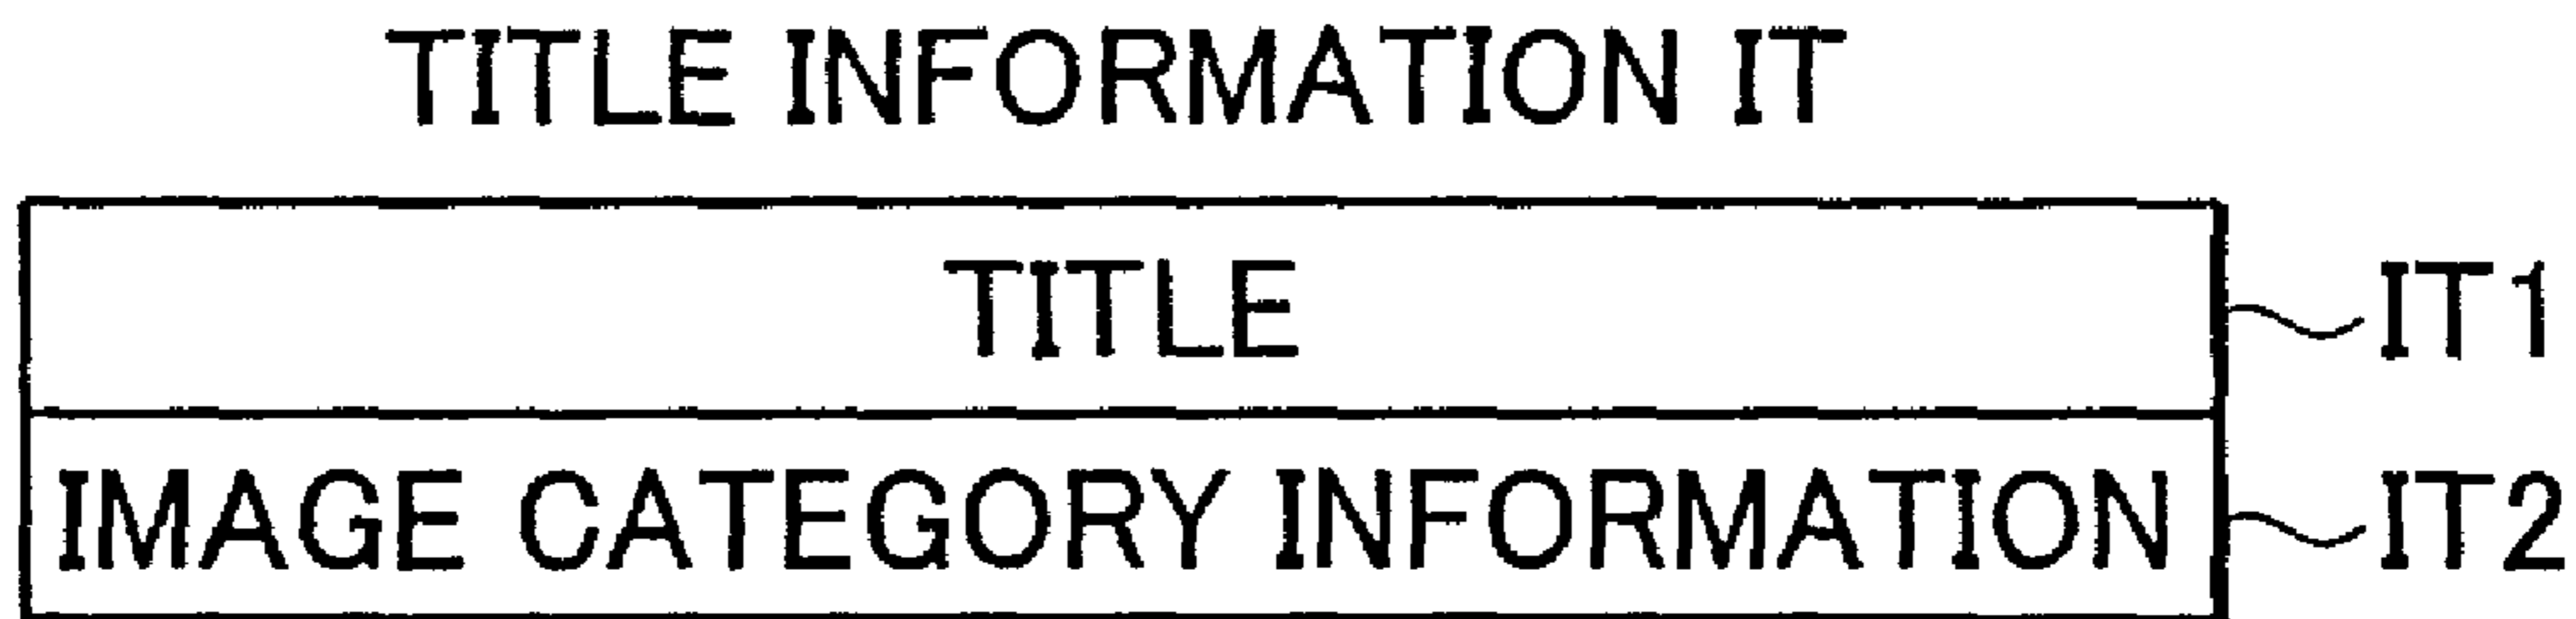 TITLE INFORMATION IT
TITLE IT1
IMAGE CATEGORY INFORMATION IT2